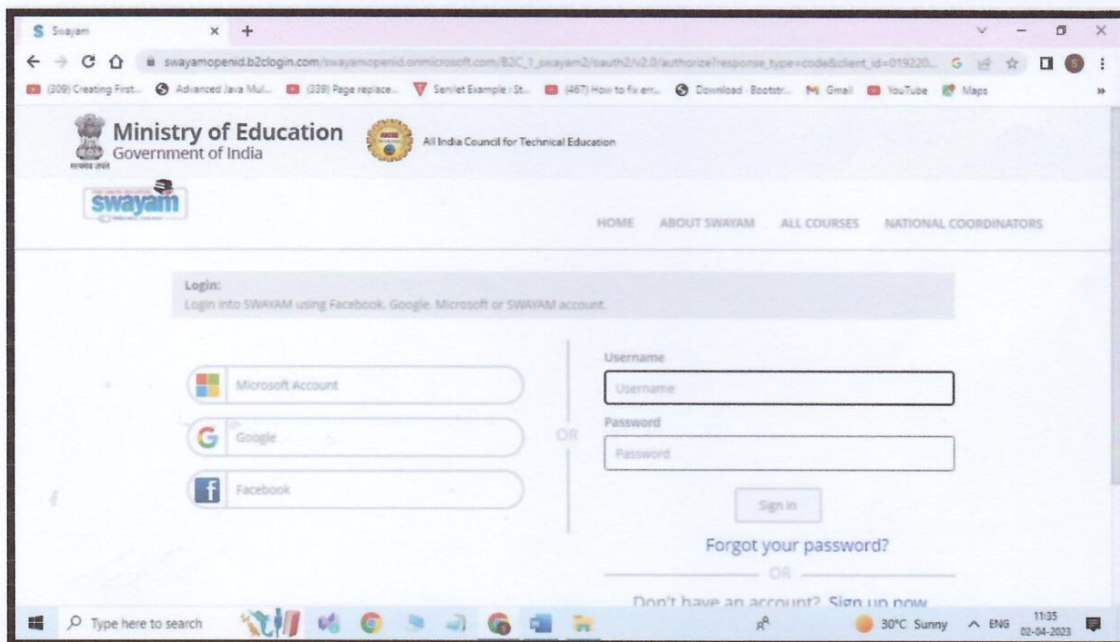 Swayam
swayamopenid.b2clogin.com/swayamopenid.onmicrosoft.com/B2C_1_swayam2/oauth2/v2.0/authorize?response_type=code&client_id=019220...
(309) Creating First... Advanced Java Mul... (339) Page replace... Servlet Example : St... (467) How to fix err... Download · Bootstr... Gmail YouTube Maps
Ministry of Education
Government of India
All India Council for Technical Education
सत्यमेव जयते
swayam
HOME ABOUT SWAYAM ALL COURSES NATIONAL COORDINATORS
Login:
Login into SWAYAM using Facebook, Google, Microsoft or SWAYAM account.
Microsoft Account
Google
Facebook
OR
Username
Username
Password
Password
Sign in
Forgot your password?
OR
Don't have an account? Sign up now
Type here to search
30°C Sunny
ENG
11:35
02-04-2023